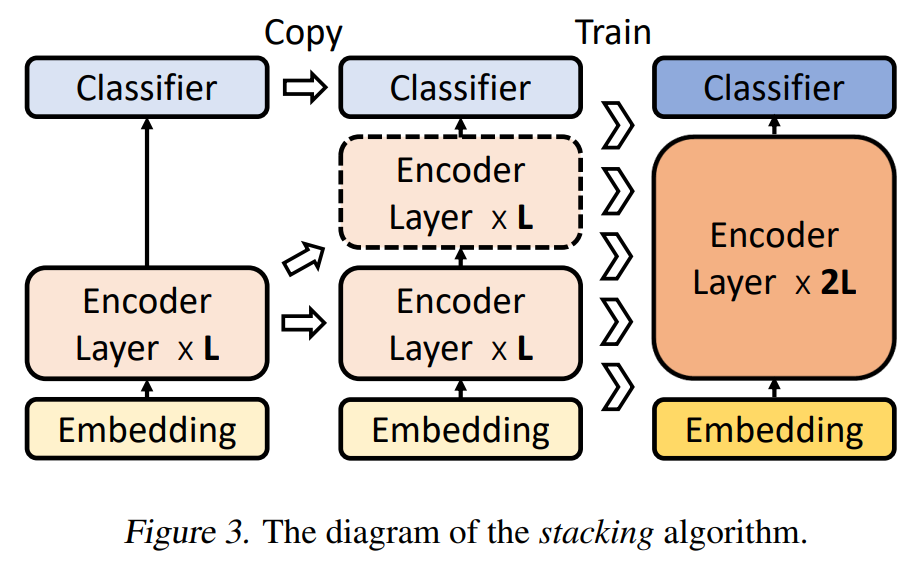 Copy
Train
Classifier
Classifier
Classifier
Encoder
Layer x L
Encoder
Layer x L
Encoder
Layer x L
Encoder
Layer x 2L
Embedding
Embedding
Embedding
Figure 3. The diagram of the stacking algorithm.